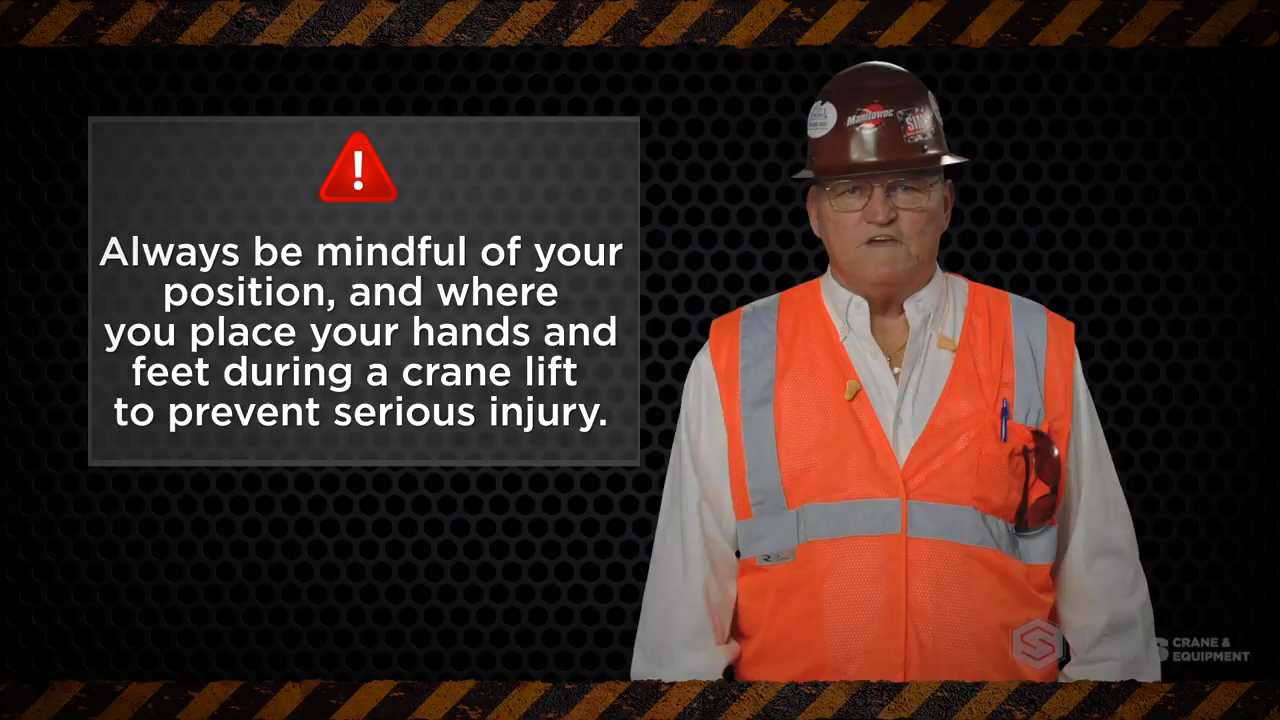 !
Always be mindful of your
position, and where
you place your hands and
feet during a crane lift
to prevent serious injury.
Manitowoc
S CRANE &
EQUIPMENT